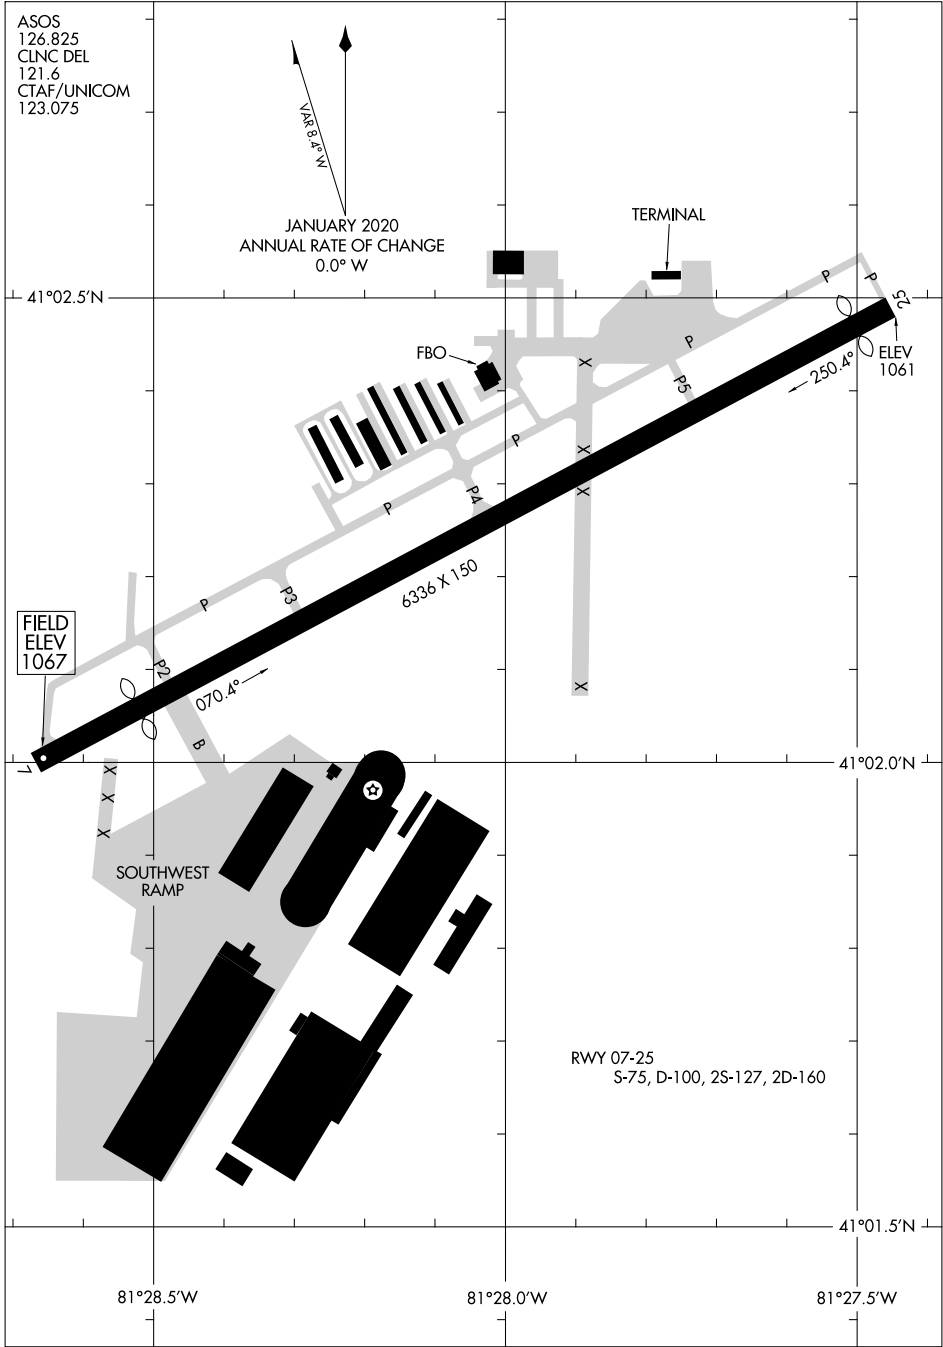 ASOS
126.825
CLNC DEL
121.6
CTAF/UNICOM
123.075
VAR 8.4° W
JANUARY 2020
ANNUAL RATE OF CHANGE
0.0° W
TERMINAL
41°02.5'N
P
P
25
FBO
P
ELEV
1061
X
250.4°
P5
P
X
X
P4
P
6336 X 150
P3
P
FIELD
ELEV
1067
P2
070.4°
X
B
7
41°02.0'N
X
X
X
SOUTHWEST
RAMP
RWY 07-25
S-75, D-100, 2S-127, 2D-160
41°01.5'N
81°28.5'W
81°28.0'W
81°27.5'W